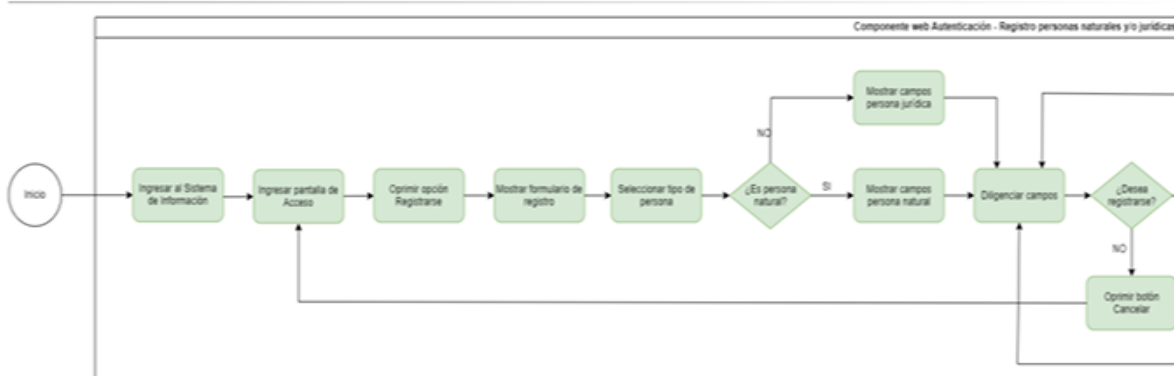 Componente web Autenticación - Registro personas naturales y/o jurídicas
Mostrar campos
persona jurídica
NO
Inicio
Ingresar al Sistema
de Información
Ingresar pantalla de
Acceso
Oprimir opción
Registrarse
Mostrar formulario de
registro
Seleccionar tipo de
persona
¿Es persona
natural?
SI
Mostrar campos
persona natural
Diligenciar campos
¿Desea
registrarse?
NO
Oprimir botón
Cancelar